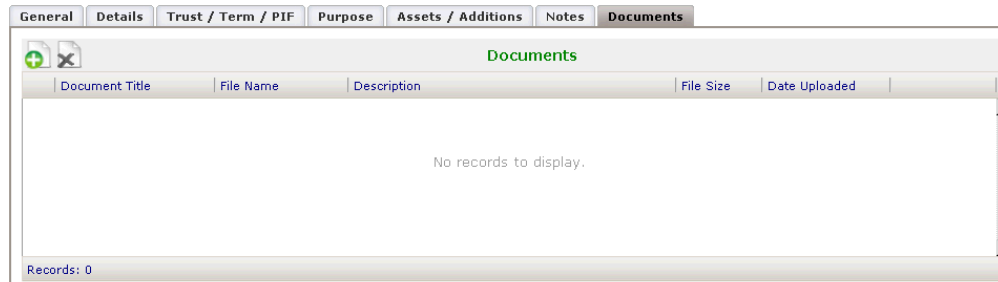 General Details Trust / Term / PIF Purpose Assets / Additions Notes Documents
Documents
Document Title File Name Description File Size Date Uploaded
No records to display.
Records: 0